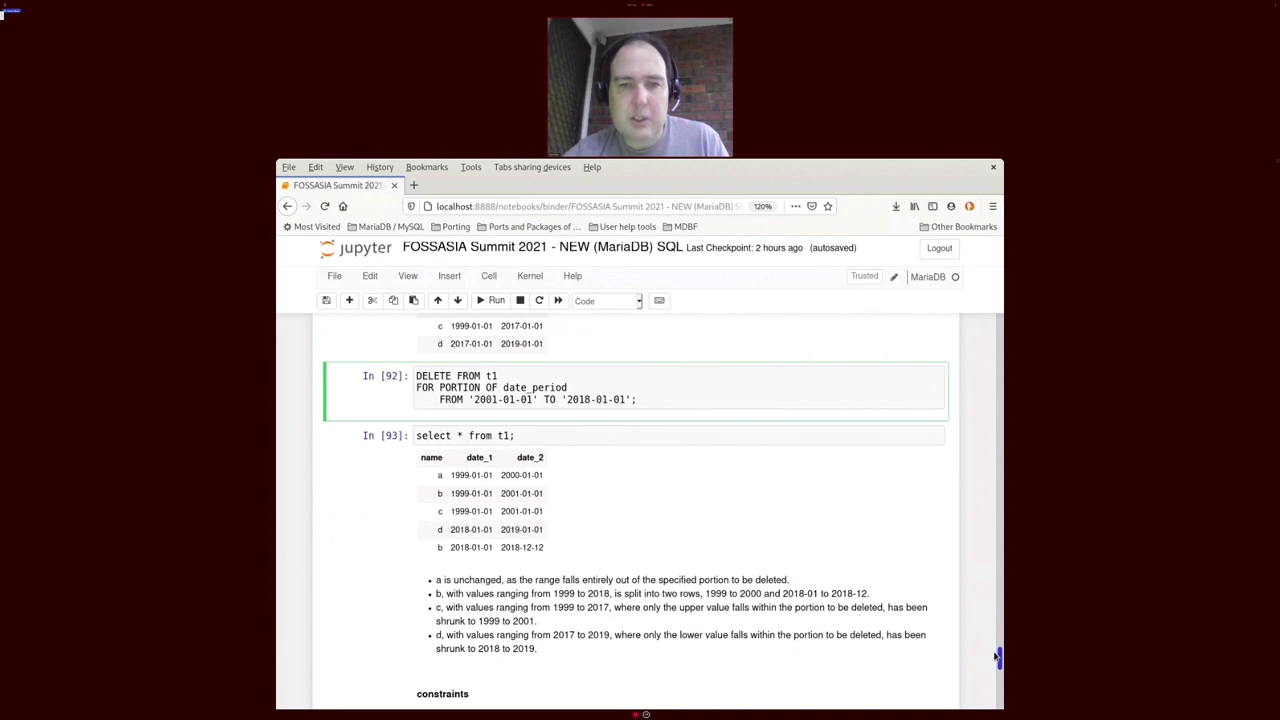 File Edit View History Bookmarks Tools Tabs sharing devices Help
FOSSASIA Summit 2021 -
localhost:8888/notebooks/binder/FOSSASIA Summit 2021 - NEW (MariaDB) S 120%
Most Visited MariaDB / MySQL Porting Ports and Packages of … User help tools MDBF Other Bookmarks
jupyter FOSSASIA Summit 2021 - NEW (MariaDB) SQL Last Checkpoint: 2 hours ago (autosaved) Logout
File Edit View Insert Cell Kernel Help Trusted MariaDB
Run Code
c 1999-01-01 2017-01-01
d 2017-01-01 2019-01-01
In [92]: DELETE FROM t1
FOR PORTION OF date_period
FROM '2001-01-01' TO '2018-01-01';
In [93]: select * from t1;
name date_1 date_2
a 1999-01-01 2000-01-01
b 1999-01-01 2001-01-01
c 1999-01-01 2001-01-01
d 2018-01-01 2019-01-01
b 2018-01-01 2018-12-12
• a is unchanged, as the range falls entirely out of the specified portion to be deleted.
• b, with values ranging from 1999 to 2018, is split into two rows, 1999 to 2000 and 2018-01 to 2018-12.
• c, with values ranging from 1999 to 2017, where only the upper value falls within the portion to be deleted, has been
shrunk to 1999 to 2001.
• d, with values ranging from 2017 to 2019, where only the lower value falls within the portion to be deleted, has been
shrunk to 2018 to 2019.
constraints